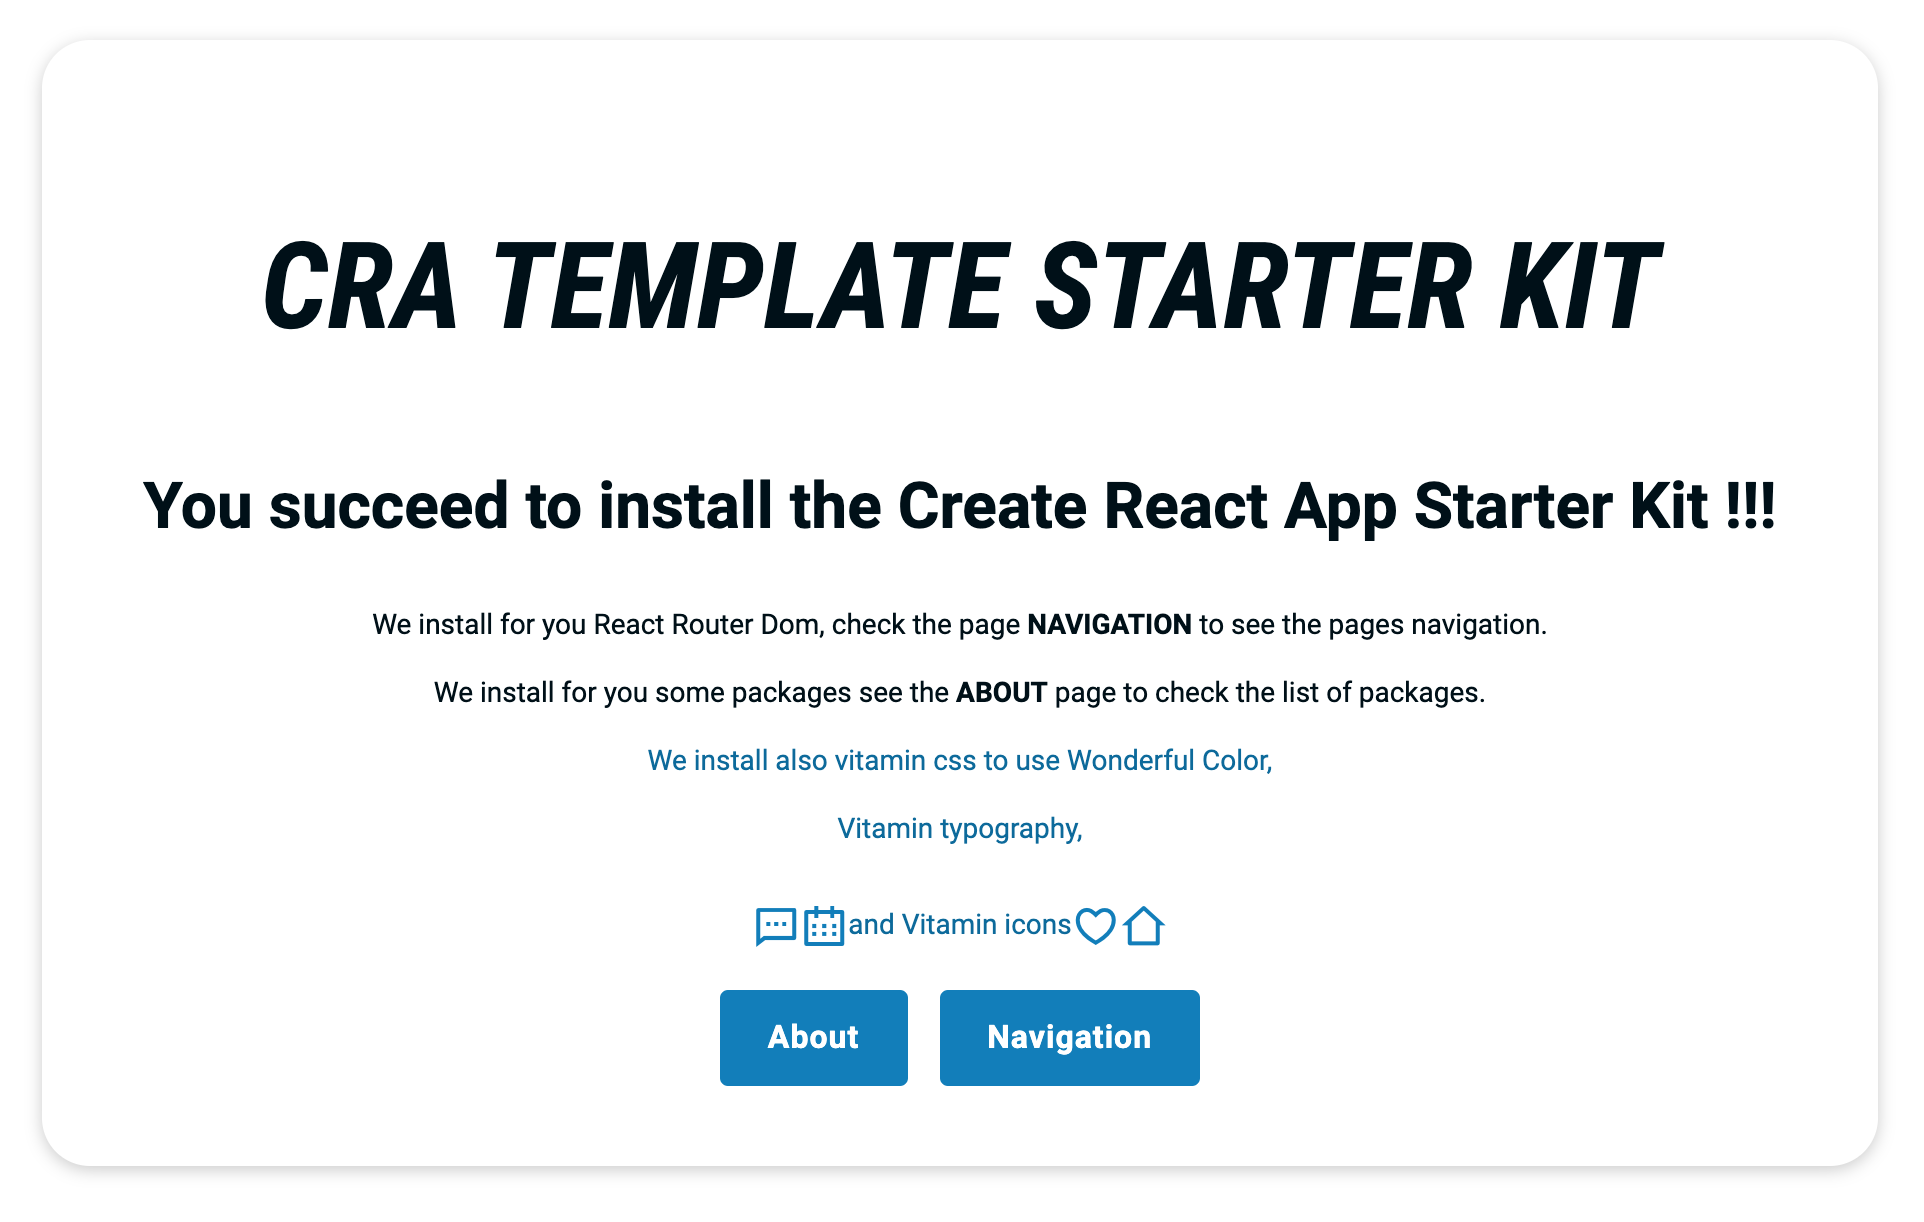 CRA TEMPLATE STARTER KIT
You succeed to install the Create React App Starter Kit !!!
We install for you React Router Dom, check the page NAVIGATION to see the pages navigation.
We install for you some packages see the ABOUT page to check the list of packages.
We install also vitamin css to use Wonderful Color,
Vitamin typography,
and Vitamin icons
About
Navigation